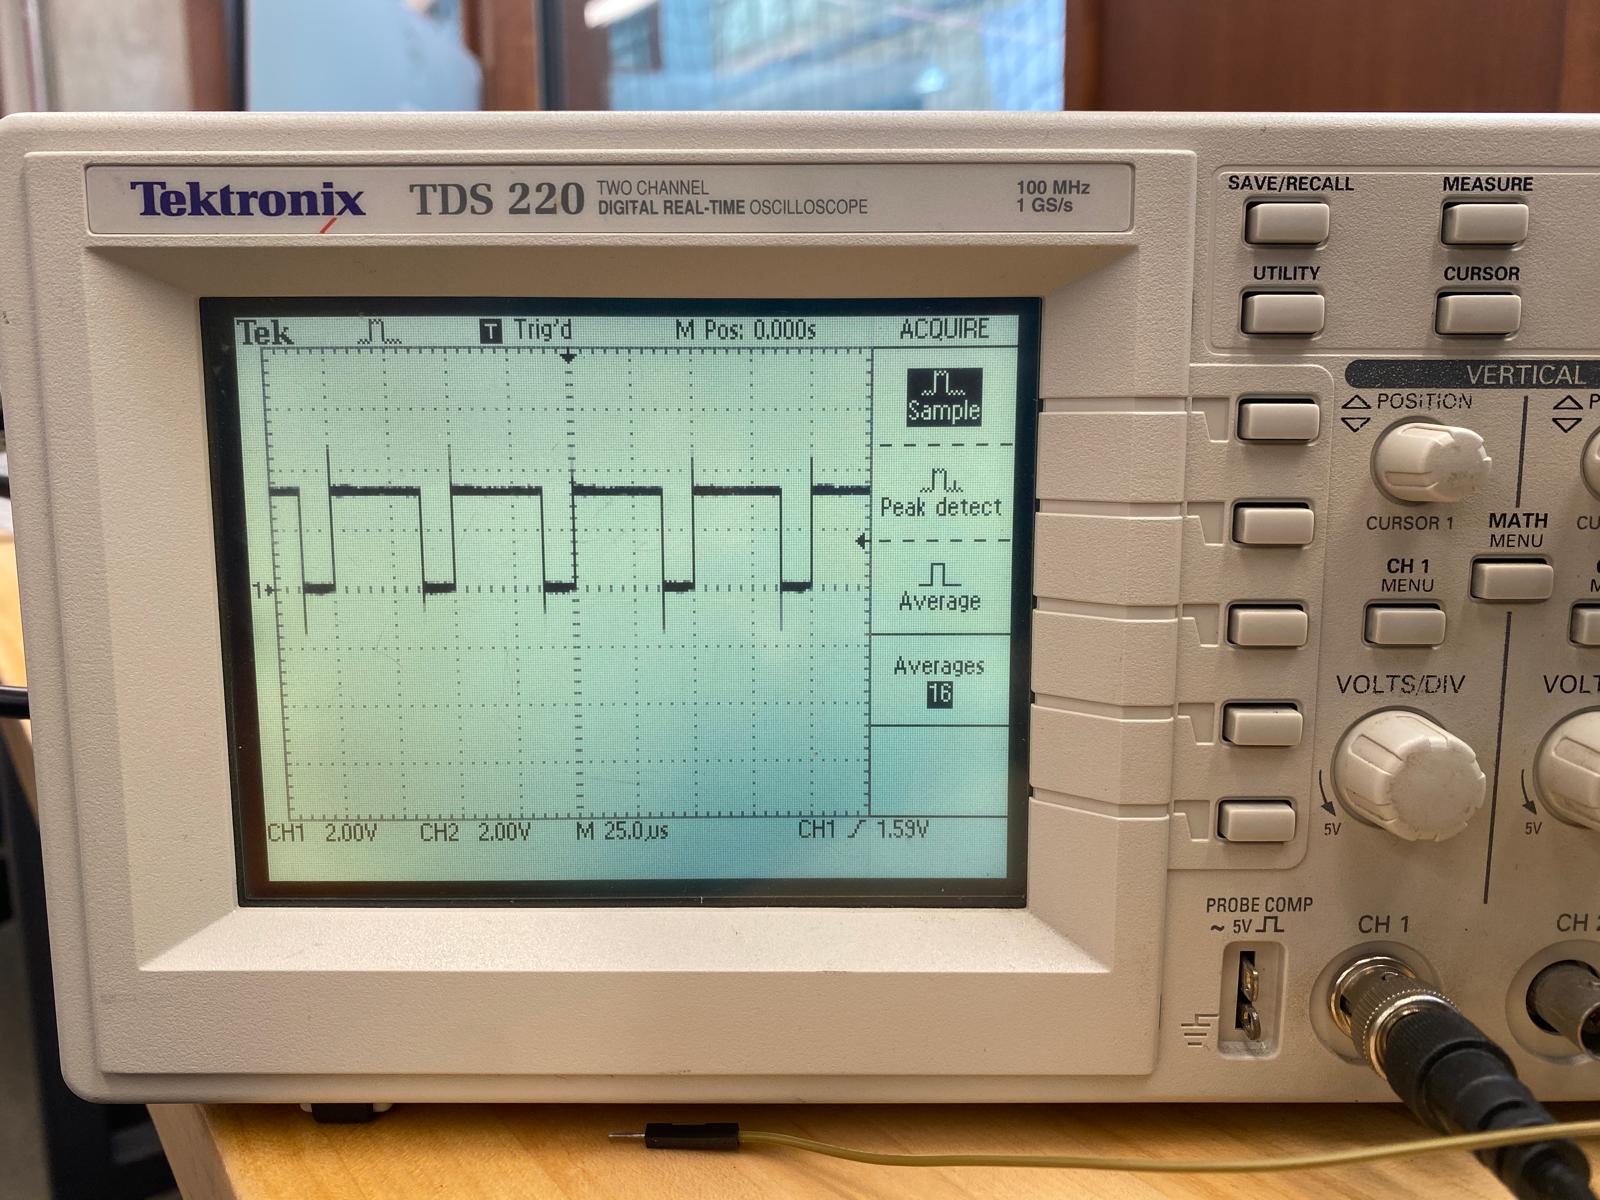 Tektronix TDS 220 TWO CHANNEL DIGITAL REAL-TIME OSCILLOSCOPE
100 MHz
1 GS/s
Tek T Trig'd M Pos: 0.000s ACQUIRE
Sample
Peak detect
Average
Averages
16
1
CH1 2.00V CH2 2.00V M 25.0µs CH1 1.59V
SAVE/RECALL MEASURE
UTILITY CURSOR
VERTICAL
POSITION
CURSOR 1
MATH
MENU
CH 1
MENU
VOLTS/DIV
5V
5V
PROBE COMP
~ 5V
CH 1